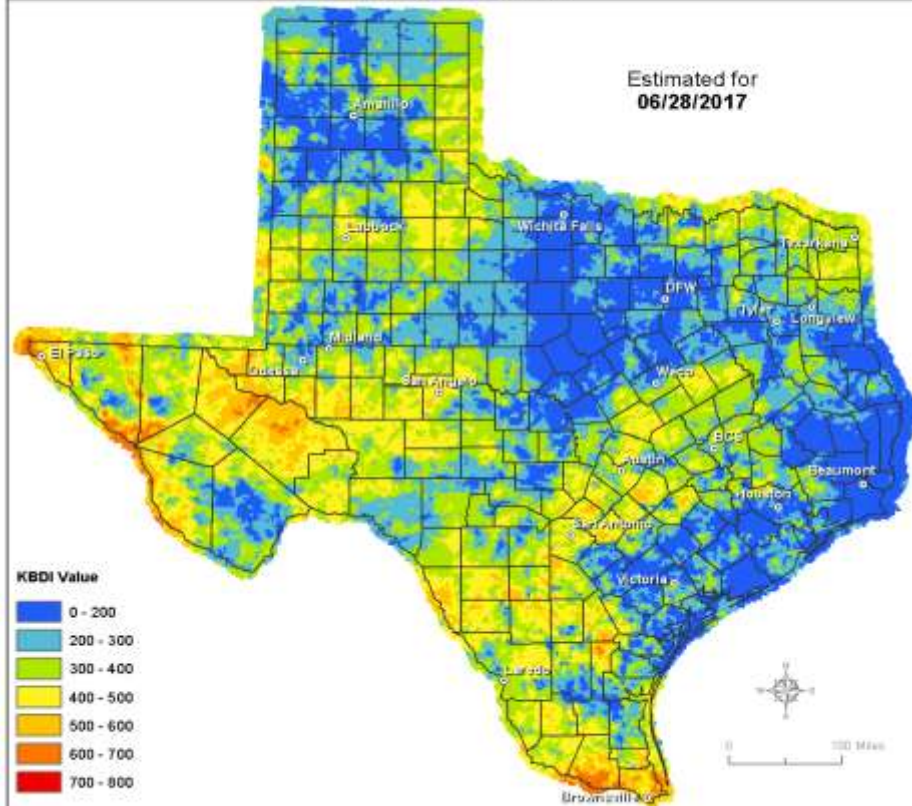 Estimated for
06/28/2017
Amarillo
Lubbock
Wichita Falls
Texarkana
DFW
Tyler
Longview
El Paso
Midland
Odessa
San Angelo
Waco
BCS
Austin
Beaumont
Houston
San Antonio
Victoria
Laredo
Brownsville
KBDI Value
0 - 200
200 - 300
300 - 400
400 - 500
500 - 600
600 - 700
700 - 800
0 100 Miles